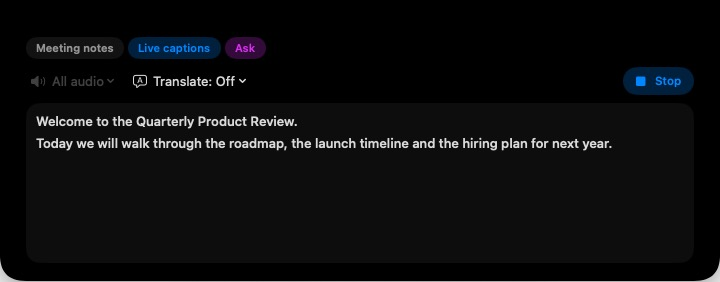 Meeting notes Live captions Ask
All audio Translate: Off Stop
Welcome to the Quarterly Product Review.
Today we will walk through the roadmap, the launch timeline and the hiring plan for next year.